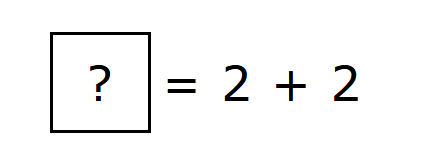 ? = 2 + 2